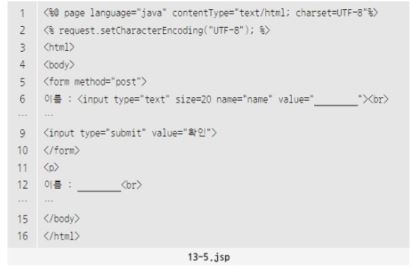 1 <%@ page language="java" contentType="text/html; charset=UTF-8"%>
2 <% request.setCharacterEncoding("UTF-8"); %>
3 <html>
4 <body>
5 <form method="post">
6 이름 : <input type="text" size=20 name="name" value="________"><br>
... ...
9 <input type="submit" value="확인">
10 </form>
11 <p>
12 이름 : ________<br>
... ...
15 </body>
16 </html>
13-5.jsp